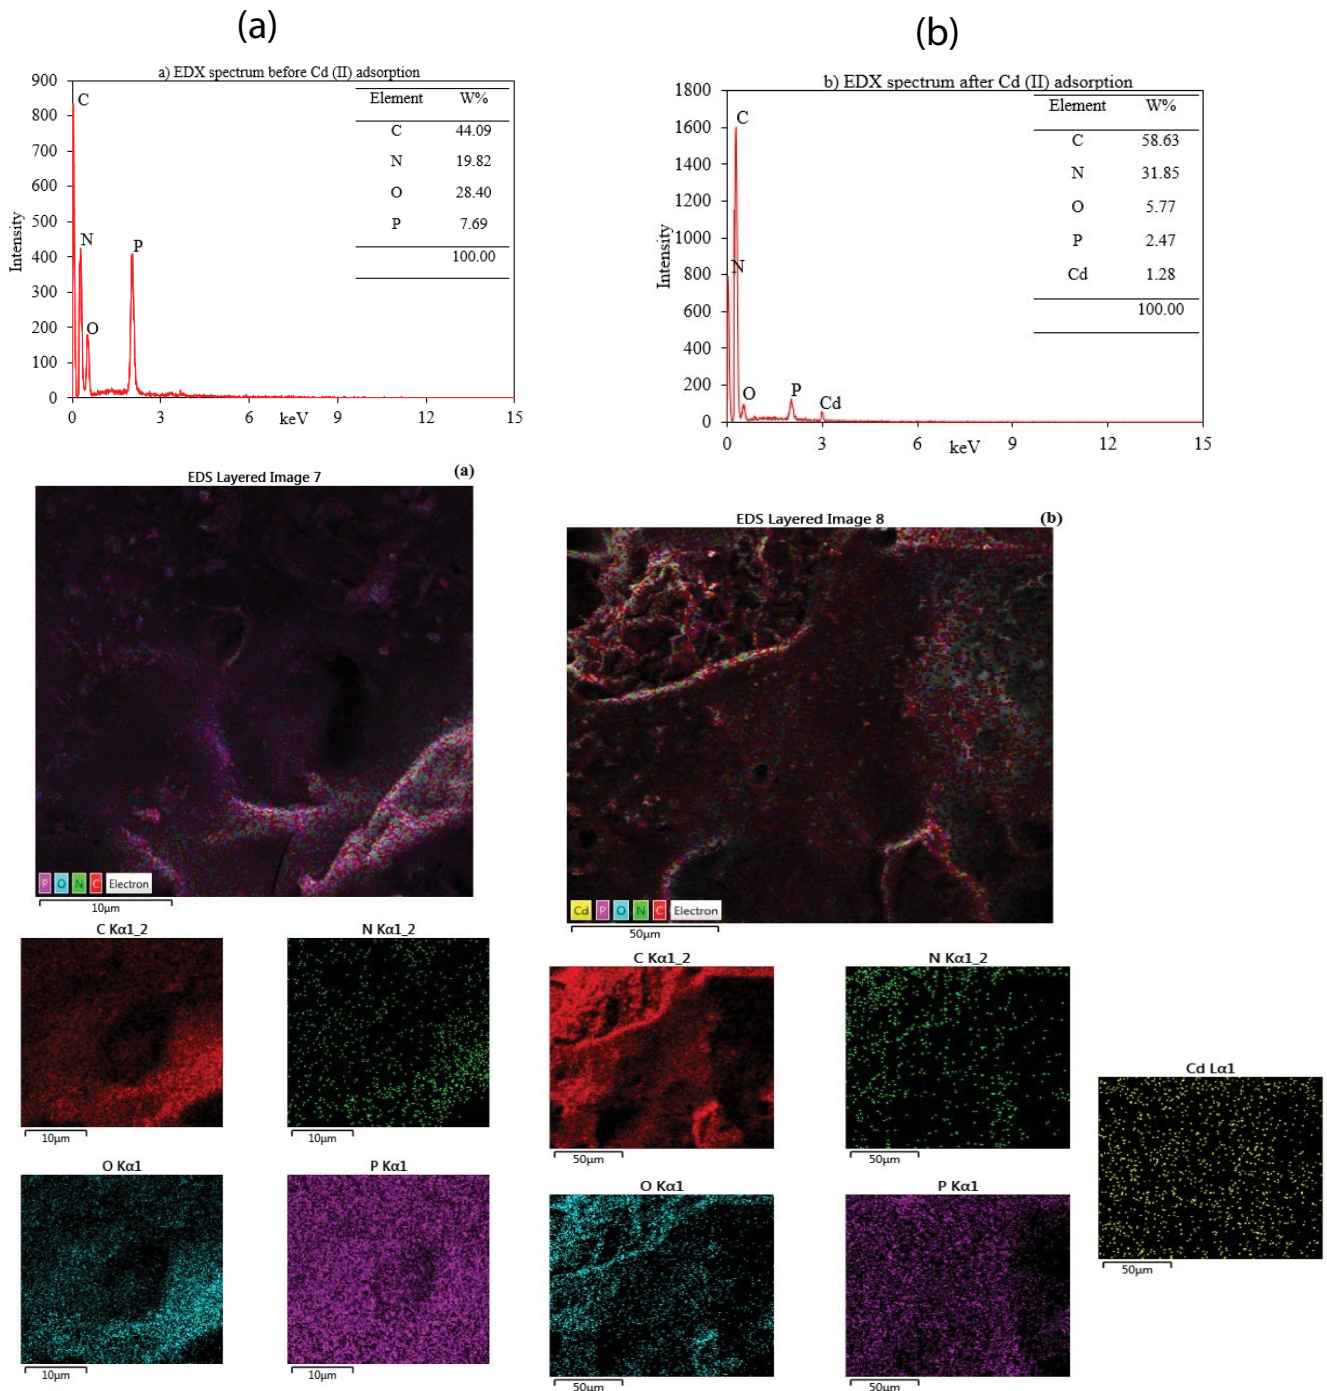 (a)
a) EDX spectrum before Cd (II) adsorption
900
800
700
600
500
400
300
200
100
0
Intensity
C
N
O
P
Element W%
C 44.09
N 19.82
O 28.40
P 7.69
100.00
0 3 6 9 12 15
keV
(b)
b) EDX spectrum after Cd (II) adsorption
1800
1600
1400
1200
1000
800
600
400
200
0
Intensity
C
N
O
P
Cd
Element W%
C 58.63
N 31.85
O 5.77
P 2.47
Cd 1.28
100.00
0 3 6 9 12 15
keV
(a)
EDS Layered Image 7
P O N C Electron
10μm
C Kα1_2
10μm
N Kα1_2
10μm
O Kα1
10μm
P Kα1
10μm
(b)
EDS Layered Image 8
Cd P O N C Electron
50μm
C Kα1_2
50μm
N Kα1_2
50μm
Cd Lα1
50μm
O Kα1
50μm
P Kα1
50μm